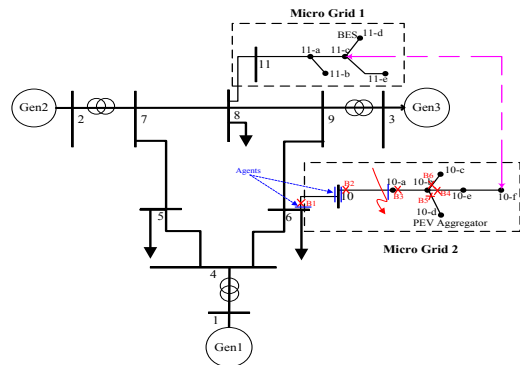 Micro Grid 1
BES
11-d
11-a
11-c
11
11-b
11-e
Gen2
Gen3
2
7
8
9
3
Agents
10-c
B2
B6
10-a
10-b
B1
10
B3
B5
B4
10-e
10-f
10-d
PEV Aggregator
5
6
Micro Grid 2
4
1
Gen1